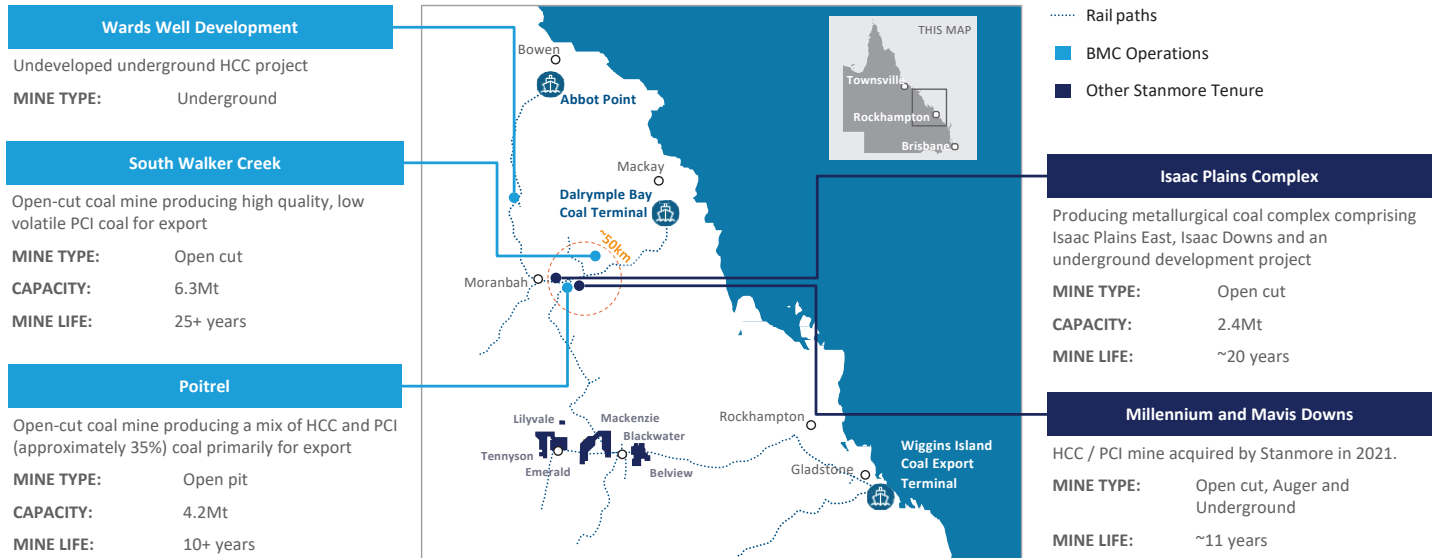 Wards Well Development
Undeveloped underground HCC project
MINE TYPE: Underground
South Walker Creek
Open-cut coal mine producing high quality, low
volatile PCI coal for export
MINE TYPE: Open cut
CAPACITY: 6.3Mt
MINE LIFE: 25+ years
Poitrel
Open-cut coal mine producing a mix of HCC and PCI
(approximately 35%) coal primarily for export
MINE TYPE: Open pit
CAPACITY: 4.2Mt
MINE LIFE: 10+ years
Bowen
Abbot Point
Mackay
Dalrymple Bay
Coal Terminal
~50km
Moranbah
Lilyvale
Mackenzie
Blackwater
Tennyson
Emerald
Belview
Rockhampton
Gladstone
Wiggins Island
Coal Export
Terminal
THIS MAP
Townsville
Rockhampton
Brisbane
Rail paths
BMC Operations
Other Stanmore Tenure
Isaac Plains Complex
Producing metallurgical coal complex comprising
Isaac Plains East, Isaac Downs and an
underground development project
MINE TYPE: Open cut
CAPACITY: 2.4Mt
MINE LIFE: ~20 years
Millennium and Mavis Downs
HCC / PCI mine acquired by Stanmore in 2021.
MINE TYPE: Open cut, Auger and
Underground
MINE LIFE: ~11 years